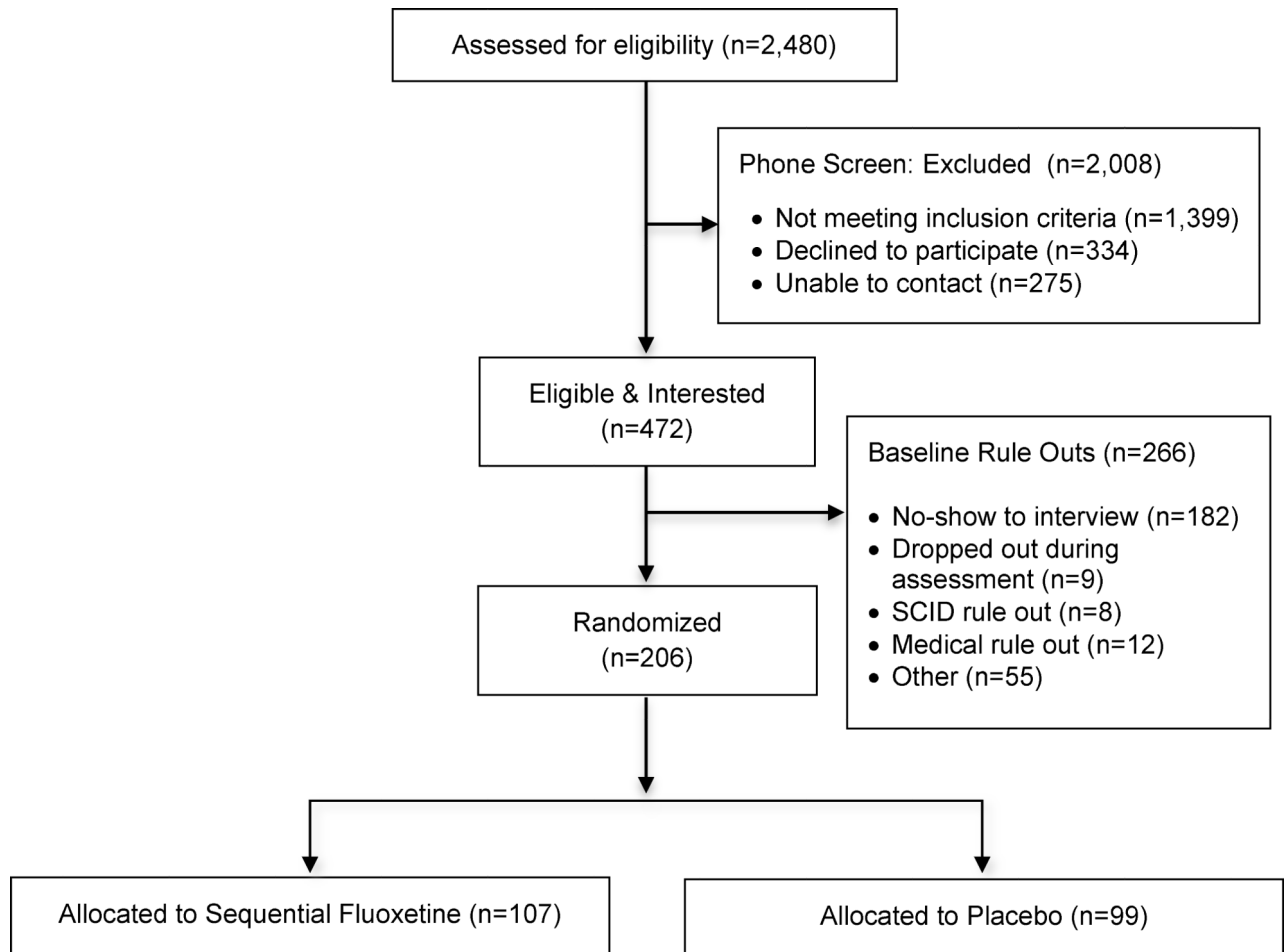 Assessed for eligibility (n=2,480)
Phone Screen: Excluded (n=2,008)
• Not meeting inclusion criteria (n=1,399)
• Declined to participate (n=334)
• Unable to contact (n=275)
Eligible & Interested
(n=472)
Baseline Rule Outs (n=266)
• No-show to interview (n=182)
• Dropped out during
assessment (n=9)
• SCID rule out (n=8)
• Medical rule out (n=12)
• Other (n=55)
Randomized
(n=206)
Allocated to Sequential Fluoxetine (n=107)
Allocated to Placebo (n=99)